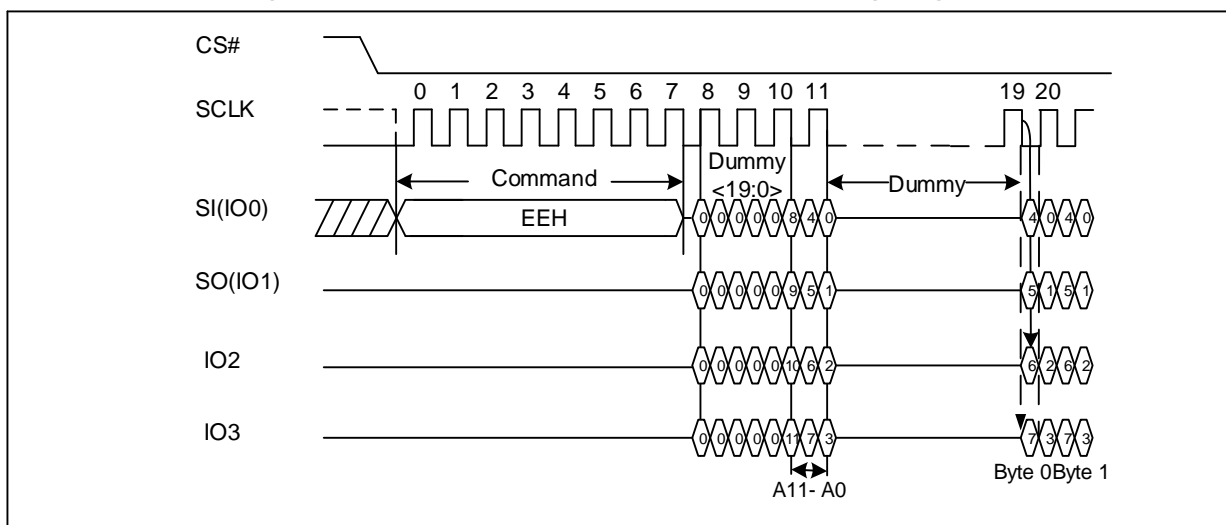 CS#
0 1 2 3 4 5 6 7 8 9 10 11 19 20
SCLK
Command
Dummy
<19:0>
Dummy
SI(IO0)
EEH
0 0 0 0 0 8 4 0 4 0 4 0
SO(IO1)
0 0 0 0 0 9 5 1 5 1 5 1
IO2
0 0 0 0 0 10 6 2 6 2 6 2
IO3
0 0 0 0 0 11 7 3 7 3 7 3
Byte 0Byte 1
A11- A0